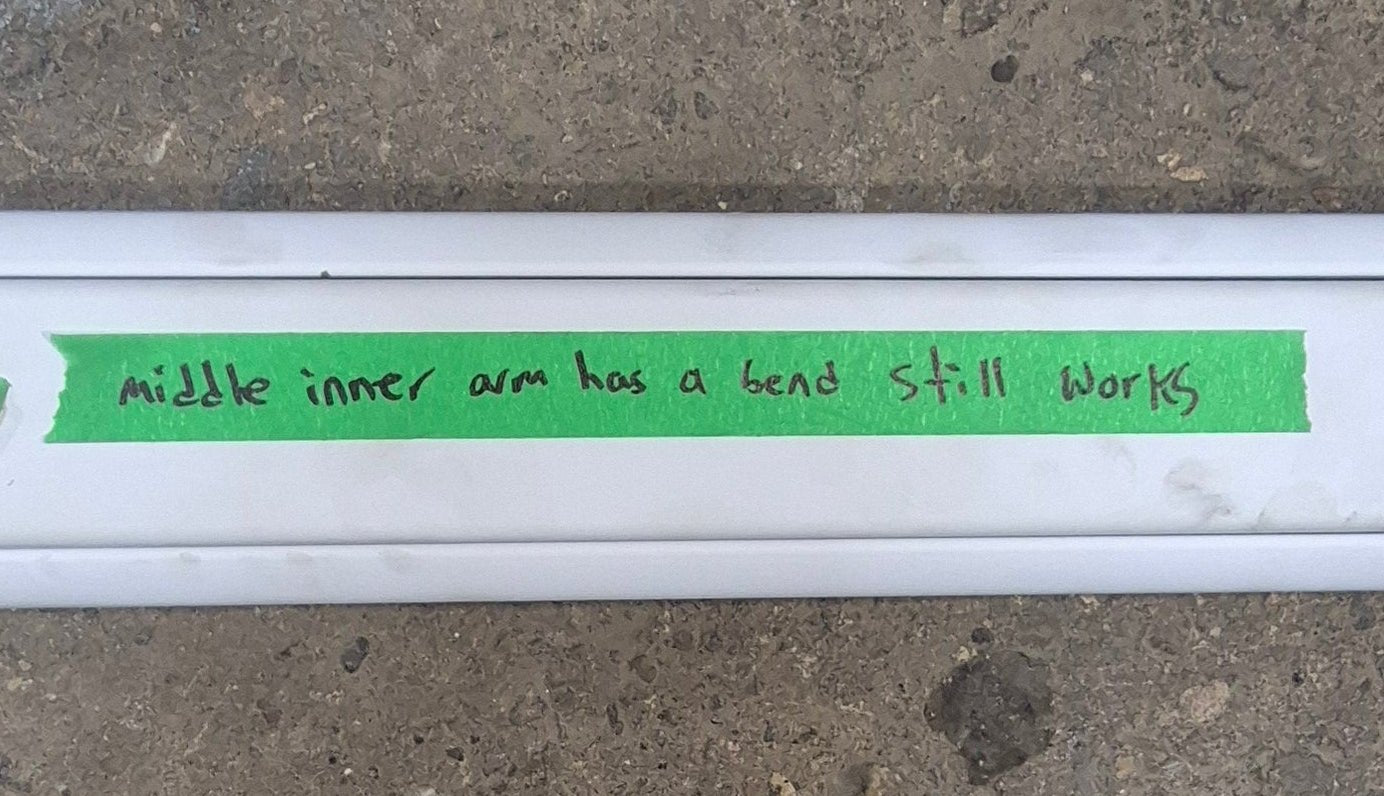 middle inner arm has a bend still works